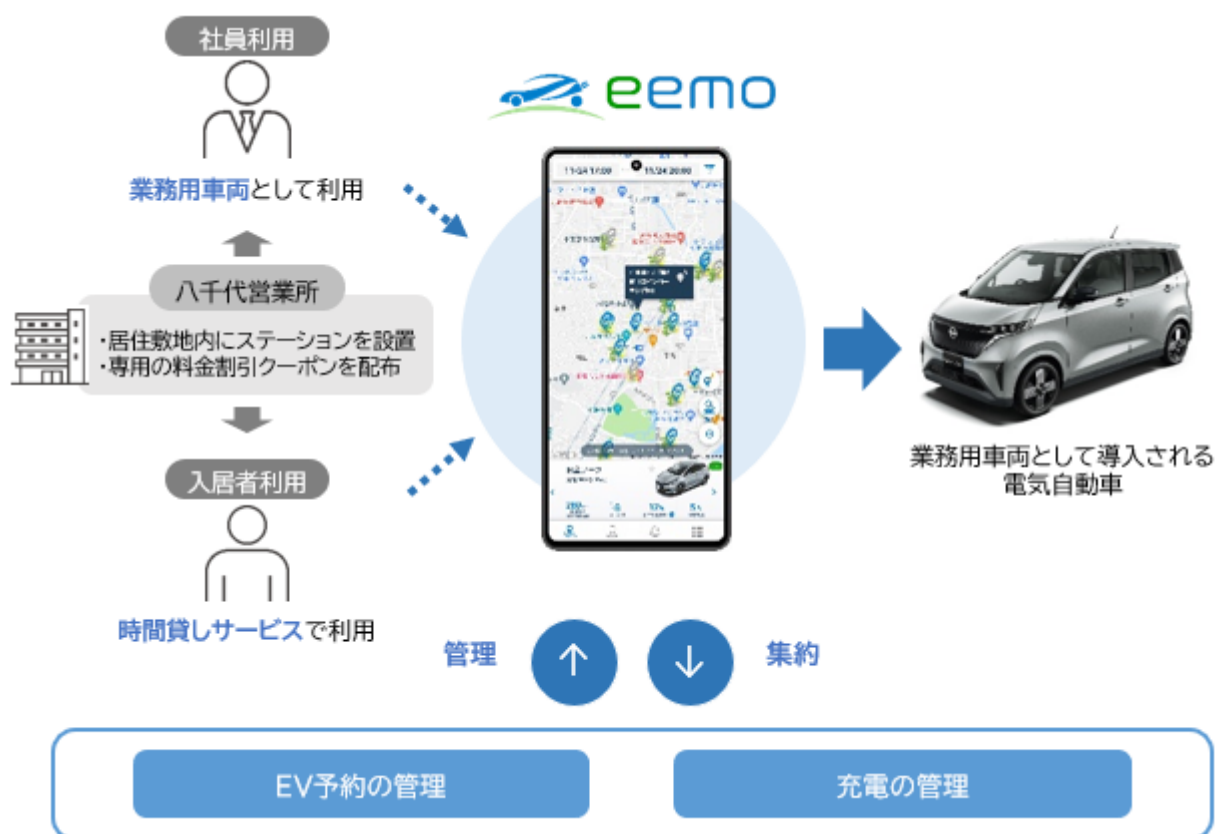 社員利用
業務用車両として利用
八千代営業所
・居住敷地内にステーションを設置
・専用の料金割引クーポンを配布
入居者利用
時間貸しサービスで利用
eemo
業務用車両として導入される
電気自動車
管理
集約
EV予約の管理
充電の管理